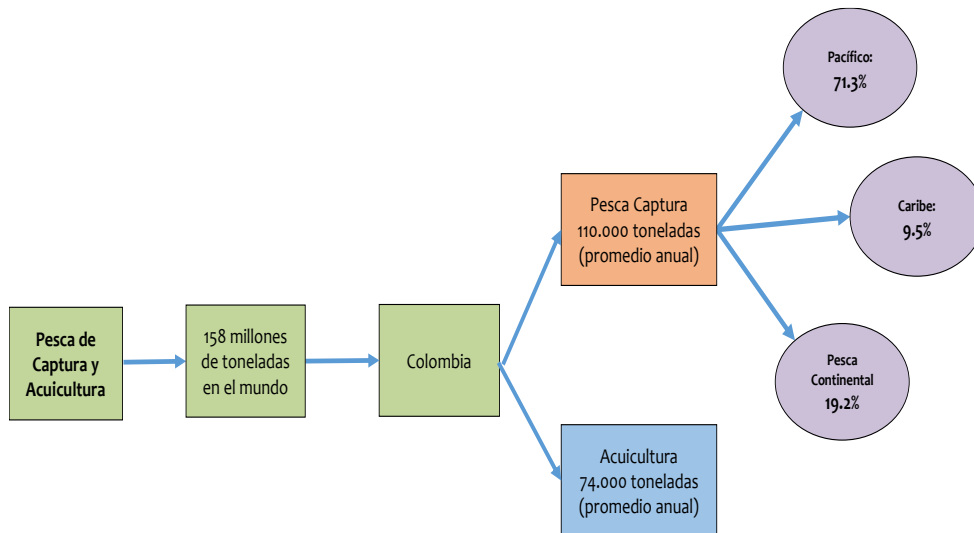 Pesca de
Captura y
Acuicultura
158 millones
de toneladas
en el mundo
Colombia
Pesca Captura
110.000 toneladas
(promedio anual)
Acuicultura
74.000 toneladas
(promedio anual)
Pacífico:
71.3%
Caribe:
9.5%
Pesca
Continental
19.2%